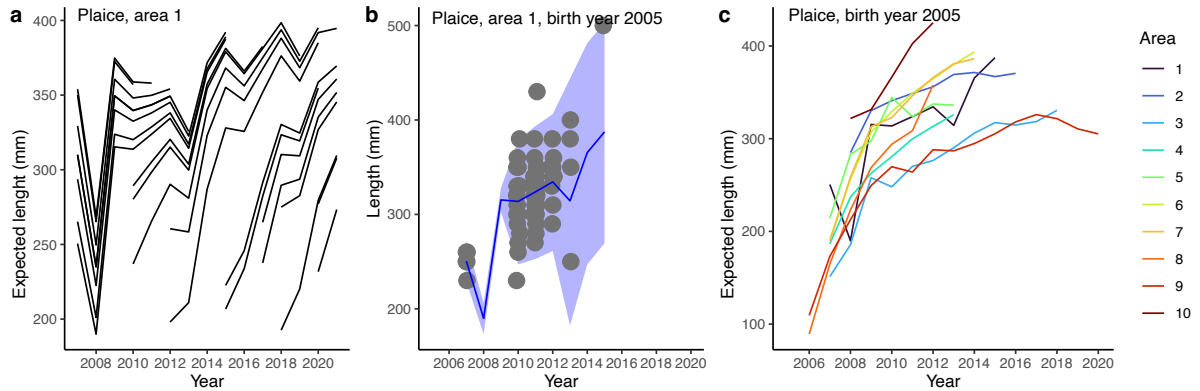 a
Plaice, area 1
Expected length (mm)
400
350
300
250
200
2008 2010 2012 2014 2016 2018 2020
Year
b
Plaice, area 1, birth year 2005
Length (mm)
500
400
300
200
2006 2008 2010 2012 2014 2016 2018 2020
Year
c
Plaice, birth year 2005
Expected length (mm)
400
300
200
100
2006 2008 2010 2012 2014 2016 2018 2020
Year
Area
1
2
3
4
5
6
7
8
9
10